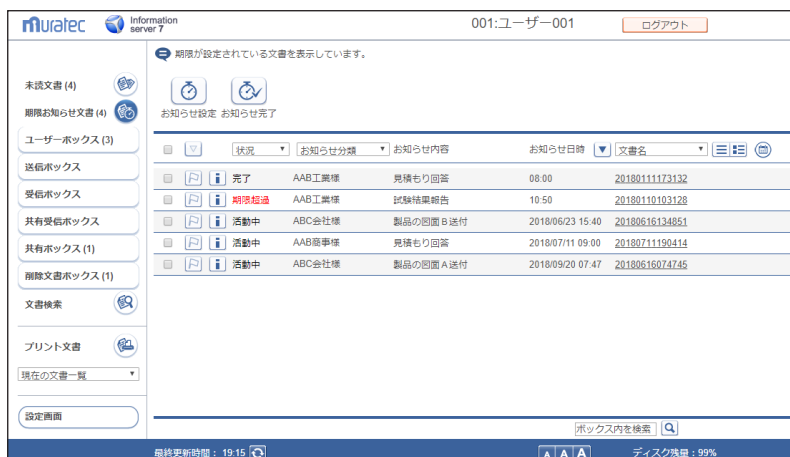 muratec Information server 7 001:ユーザー001 ログアウト
期限が設定されている文書を表示しています。
未読文書 (4)
期限お知らせ文書 (4)
お知らせ設定 お知らせ完了
ユーザーボックス (3)
送信ボックス
受信ボックス
共有受信ボックス
共有ボックス (1)
削除文書ボックス (1)
文書検索
プリント文書
現在の文書一覧
設定画面
状況 お知らせ分類 お知らせ内容 お知らせ日時 文書名
完了 AAB工業様 見積もり回答 08:00 20180111173132
期限超過 AAB工業様 試験結果報告 10:50 20180110103128
活動中 ABC会社様 製品の図面B送付 2018/06/23 15:40 20180616134851
活動中 AAB商事様 見積もり回答 2018/07/11 09:00 20180711190414
活動中 ABC会社様 製品の図面A送付 2018/09/20 07:47 20180616074745
ボックス内を検索
最終更新時間: 19:15 A A A ディスク残量:99%